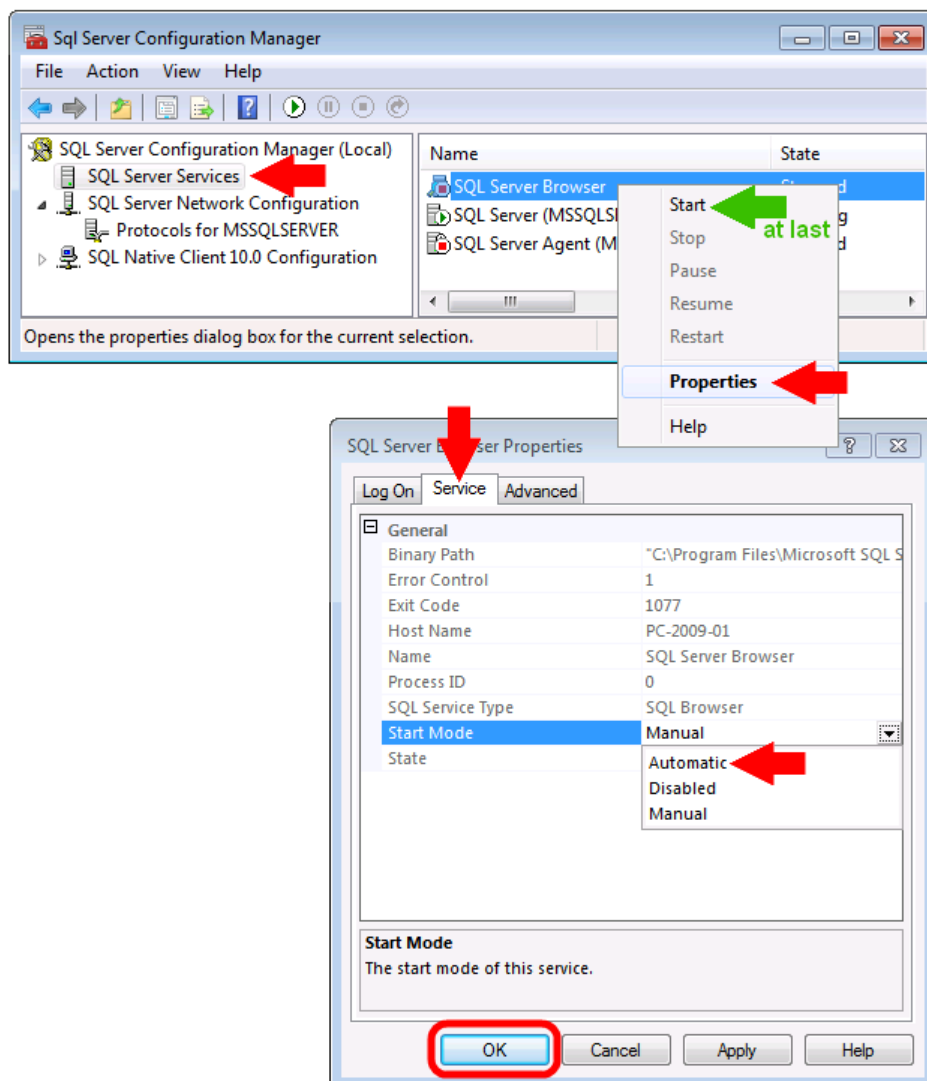 Sql Server Configuration Manager
File Action View Help
SQL Server Configuration Manager (Local)
SQL Server Services
SQL Server Network Configuration
Protocols for MSSQLSERVER
SQL Native Client 10.0 Configuration
Name State
SQL Server Browser
SQL Server (MSSQLS
SQL Server Agent (M
Start
at last
Stop
Pause
Resume
Restart
Properties
Help
Opens the properties dialog box for the current selection.
SQL Server Properties
Log On Service Advanced
General
Binary Path "C:\Program Files\Microsoft SQL S
Error Control 1
Exit Code 1077
Host Name PC-2009-01
Name SQL Server Browser
Process ID 0
SQL Service Type SQL Browser
Start Mode Manual
State
Automatic
Disabled
Manual
Start Mode
The start mode of this service.
OK Cancel Apply Help